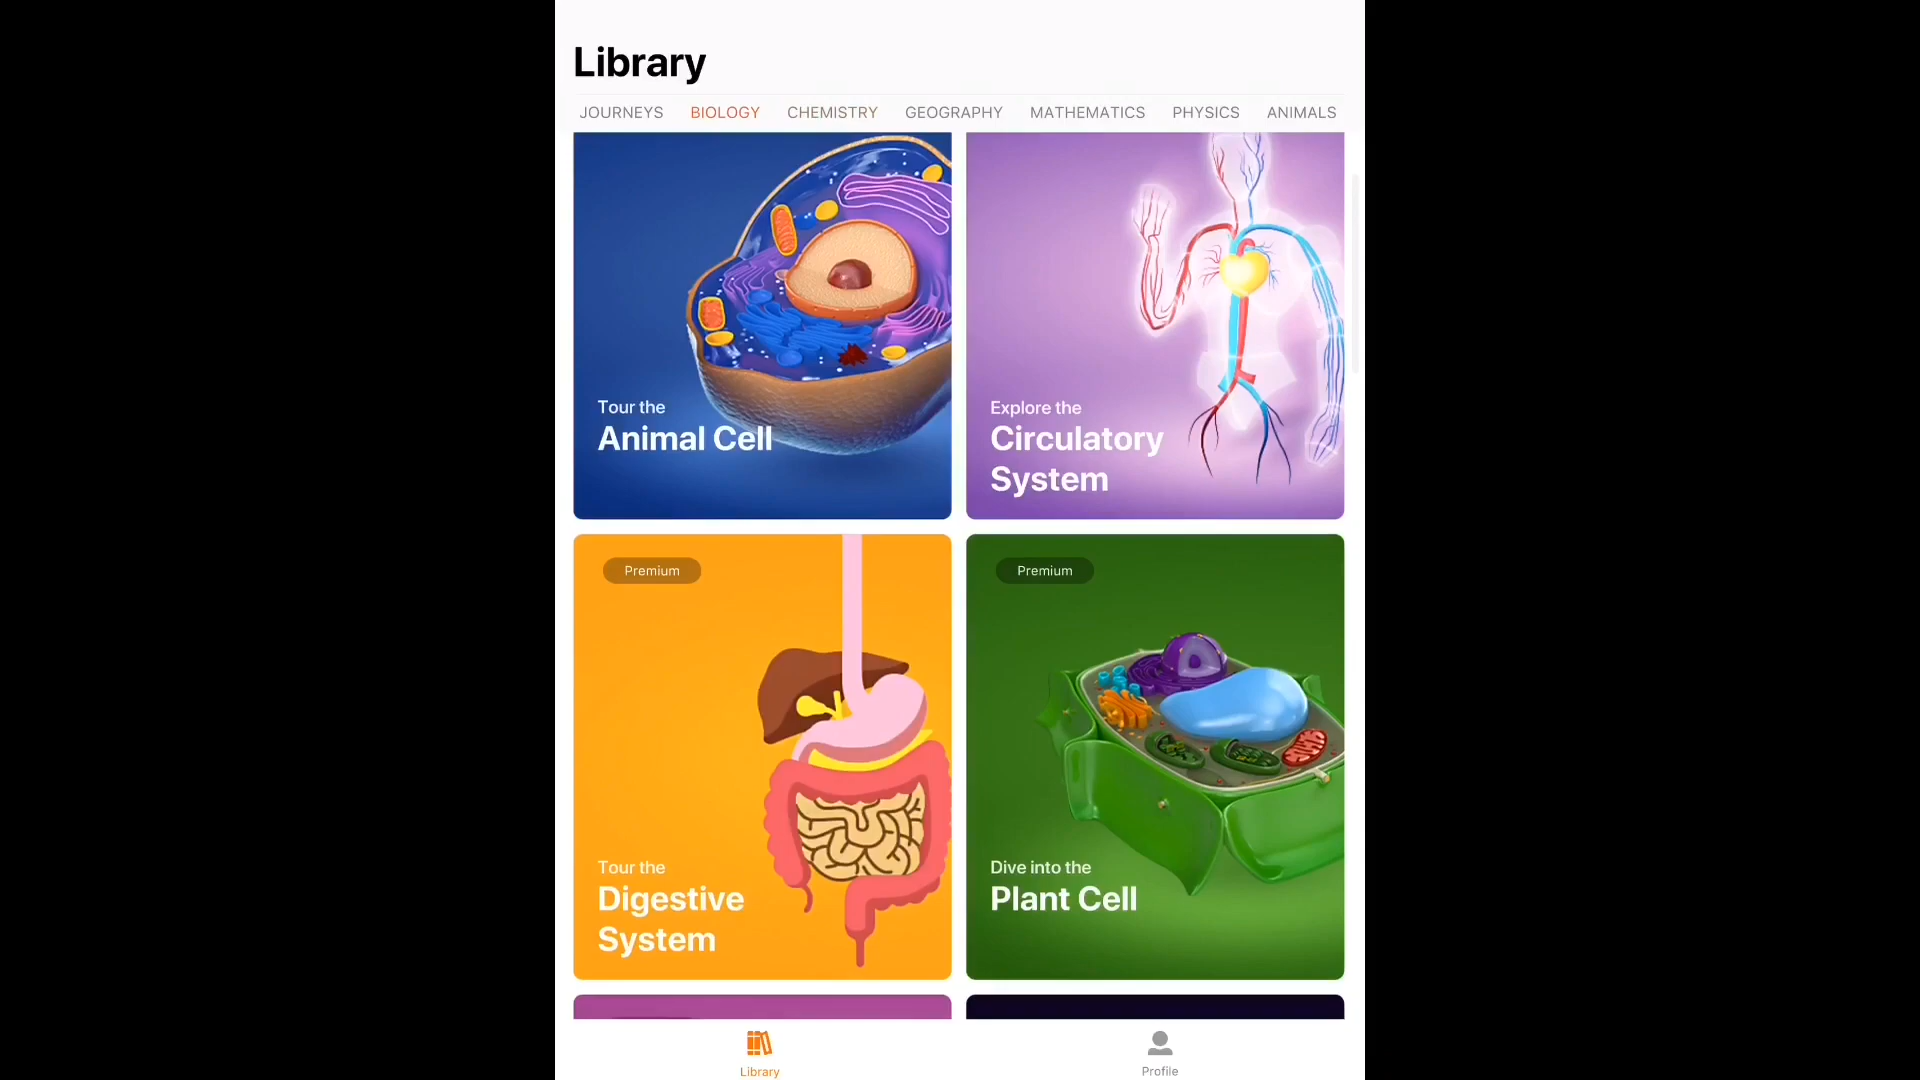 Library
JOURNEYS BIOLOGY CHEMISTRY GEOGRAPHY MATHEMATICS PHYSICS ANIMALS
Tour the
Animal Cell
Explore the
Circulatory
System
Premium
Tour the
Digestive
System
Premium
Dive into the
Plant Cell
Library
Profile